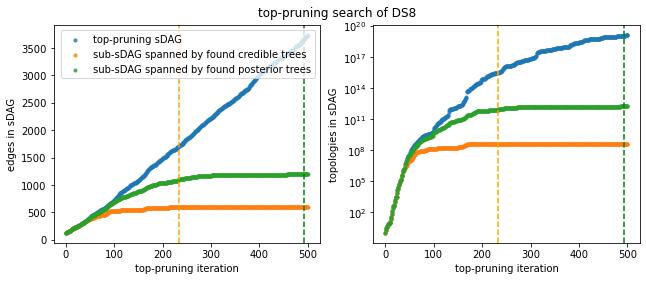 top-pruning search of DS8
top-pruning sDAG
sub-sDAG spanned by found credible trees
sub-sDAG spanned by found posterior trees
edges in sDAG
3500
3000
2500
2000
1500
1000
500
0
0 100 200 300 400 500
top-pruning iteration
topologies in sDAG
10^20
10^17
10^14
10^11
10^8
10^5
10^2
0 100 200 300 400 500
top-pruning iteration